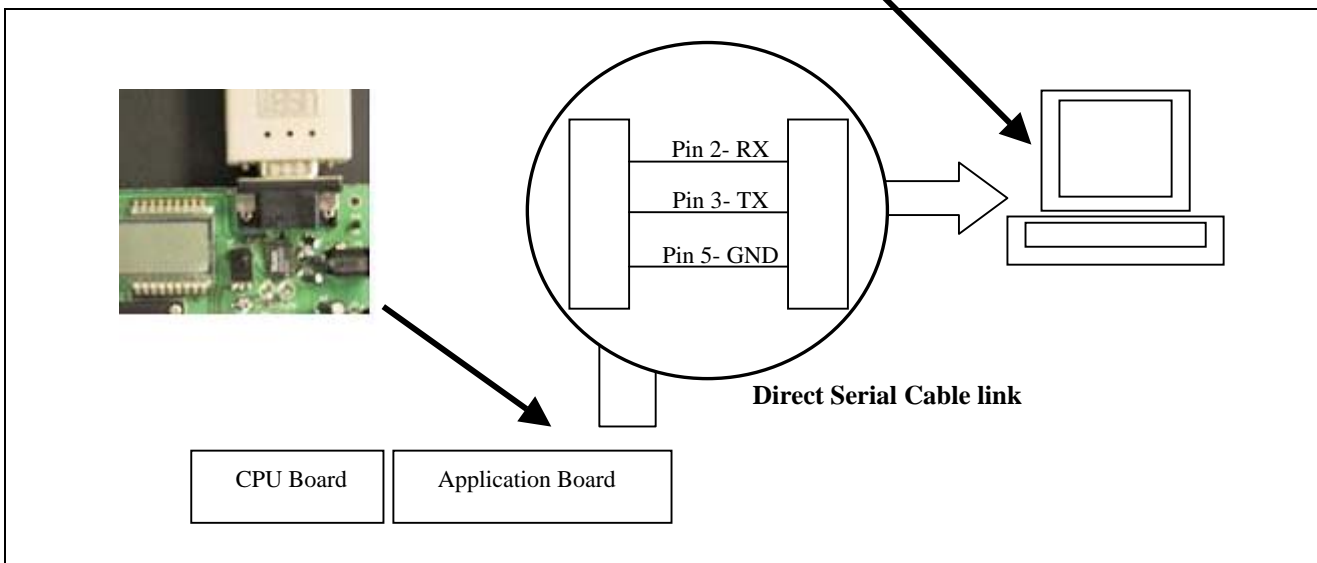 Pin 2- RX
Pin 3- TX
Pin 5- GND
Direct Serial Cable link
CPU Board
Application Board